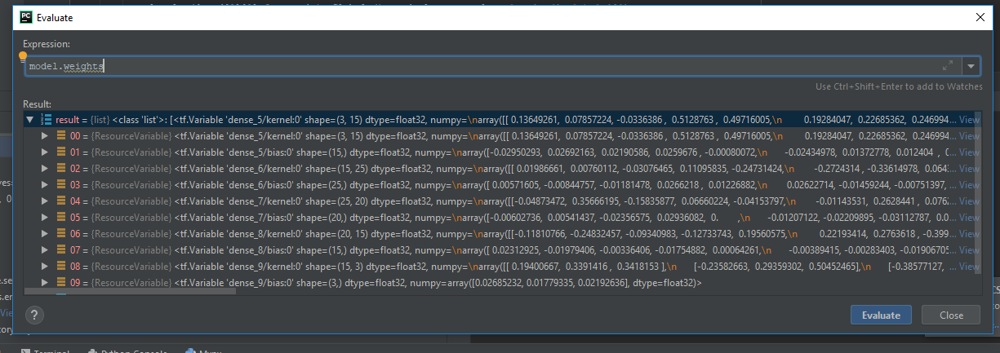 PC Evaluate
Expression:
model.weights
Use Ctrl+Shift+Enter to add to Watches
Result:
result = {list} <class 'list'>: [<tf.Variable 'dense_5/kernel:0' shape=(3, 15) dtype=float32, numpy=\narray([[ 0.13649261, 0.07857224, -0.0336386 , 0.5128763 , 0.49716005,\n 0.19284047, 0.22685362, 0.246994... View
00 = {ResourceVariable} <tf.Variable 'dense_5/kernel:0' shape=(3, 15) dtype=float32, numpy=\narray([[ 0.13649261, 0.07857224, -0.0336386 , 0.5128763 , 0.49716005,\n 0.19284047, 0.22685362, 0.246994... View
01 = {ResourceVariable} <tf.Variable 'dense_5/bias:0' shape=(15,) dtype=float32, numpy=\narray([-0.02950293, 0.02692163, 0.02190586, 0.0259676 , -0.00080072,\n -0.02434978, 0.01372778, 0.012404 , 0... View
02 = {ResourceVariable} <tf.Variable 'dense_6/kernel:0' shape=(15, 25) dtype=float32, numpy=\narray([[ 0.01986661, 0.00760112, -0.03076465, 0.11095835, -0.24731424,\n -0.2724314 , -0.33614978, 0.064... View
03 = {ResourceVariable} <tf.Variable 'dense_6/bias:0' shape=(25,) dtype=float32, numpy=\narray([ 0.00571605, -0.00844757, -0.01181478, 0.0266218 , 0.01226882,\n 0.02622714, -0.01459244, -0.00751397,... View
04 = {ResourceVariable} <tf.Variable 'dense_7/kernel:0' shape=(25, 20) dtype=float32, numpy=\narray([[-0.04873472, 0.35666195, -0.15835877, 0.06660224, -0.04153797,\n -0.01143531, 0.2628441 , 0.076... View
05 = {ResourceVariable} <tf.Variable 'dense_7/bias:0' shape=(20,) dtype=float32, numpy=\narray([-0.00602736, 0.00541437, -0.02356575, 0.02936082, 0. ,\n -0.01207122, -0.02209895, -0.03112787, 0.0... View
06 = {ResourceVariable} <tf.Variable 'dense_8/kernel:0' shape=(20, 15) dtype=float32, numpy=\narray([[-0.11810766, -0.24832457, -0.09340983, -0.12733743, 0.19560575,\n 0.22193414, 0.2763618 , -0.399... View
07 = {ResourceVariable} <tf.Variable 'dense_8/bias:0' shape=(15,) dtype=float32, numpy=\narray([ 0.02312925, -0.01979406, -0.00336406, -0.01754882, 0.00064261,\n -0.00389415, -0.00283403, -0.01906705... View
08 = {ResourceVariable} <tf.Variable 'dense_9/kernel:0' shape=(15, 3) dtype=float32, numpy=\narray([[ 0.19400667, 0.3391416 , 0.3418153 ],\n [-0.23582663, 0.29359302, 0.50452465],\n [-0.38577127, ... View
09 = {ResourceVariable} <tf.Variable 'dense_9/bias:0' shape=(3,) dtype=float32, numpy=array([0.02685232, 0.01779335, 0.02192636], dtype=float32)>
? Evaluate Close